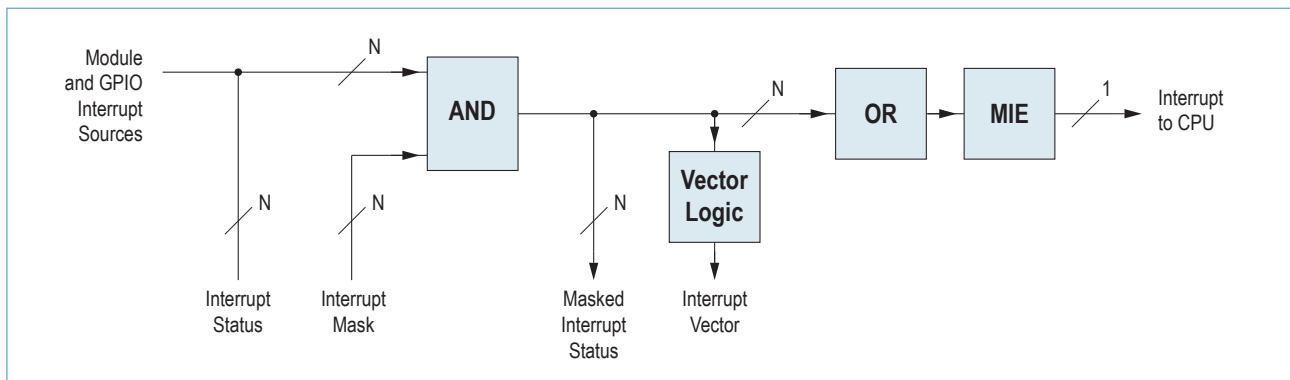 Module
and GPIO
Interrupt
Sources
N
AND
N
OR
MIE
1
Interrupt
to CPU
N
N
N
Vector
Logic
Interrupt
Status
Interrupt
Mask
Masked
Interrupt
Status
Interrupt
Vector